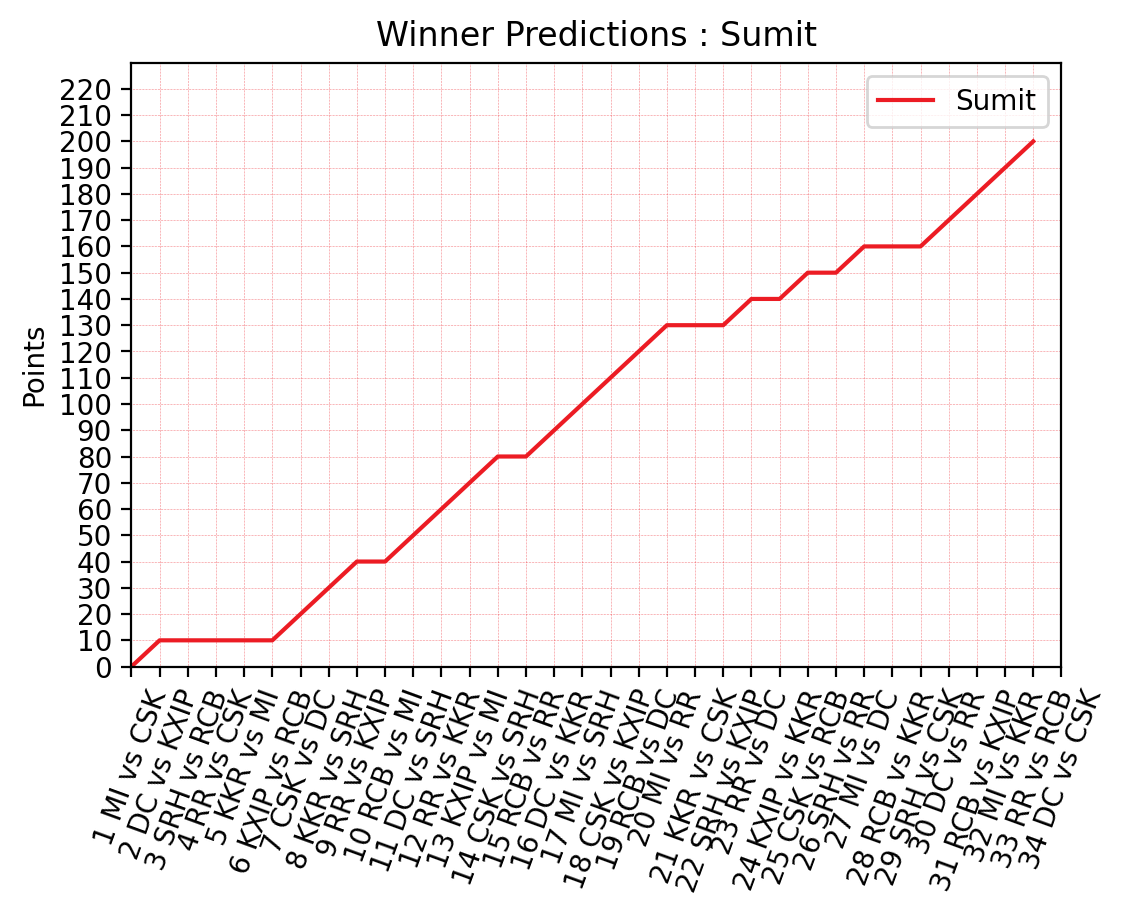 Winner Predictions : Sumit
Sumit
Points
220
210
200
190
180
170
160
150
140
130
120
110
100
90
80
70
60
50
40
30
20
10
0
1 MI vs CSK
2 DC vs KXIP
3 SRH vs RCB
4 RR vs CSK
5 KKR vs MI
6 KXIP vs RCB
7 CSK vs DC
8 KKR vs SRH
9 RR vs KXIP
10 RCB vs MI
11 DC vs SRH
12 RR vs KKR
13 KXIP vs MI
14 CSK vs SRH
15 RCB vs RR
16 DC vs KKR
17 MI vs SRH
18 CSK vs KXIP
19 RCB vs DC
20 MI vs RR
21 KKR vs CSK
22 SRH vs KXIP
23 RR vs DC
24 KXIP vs KKR
25 CSK vs RCB
26 SRH vs RR
27 MI vs DC
28 RCB vs KKR
29 SRH vs CSK
30 DC vs RR
31 RCB vs KXIP
32 MI vs KKR
33 RR vs RCB
34 DC vs CSK